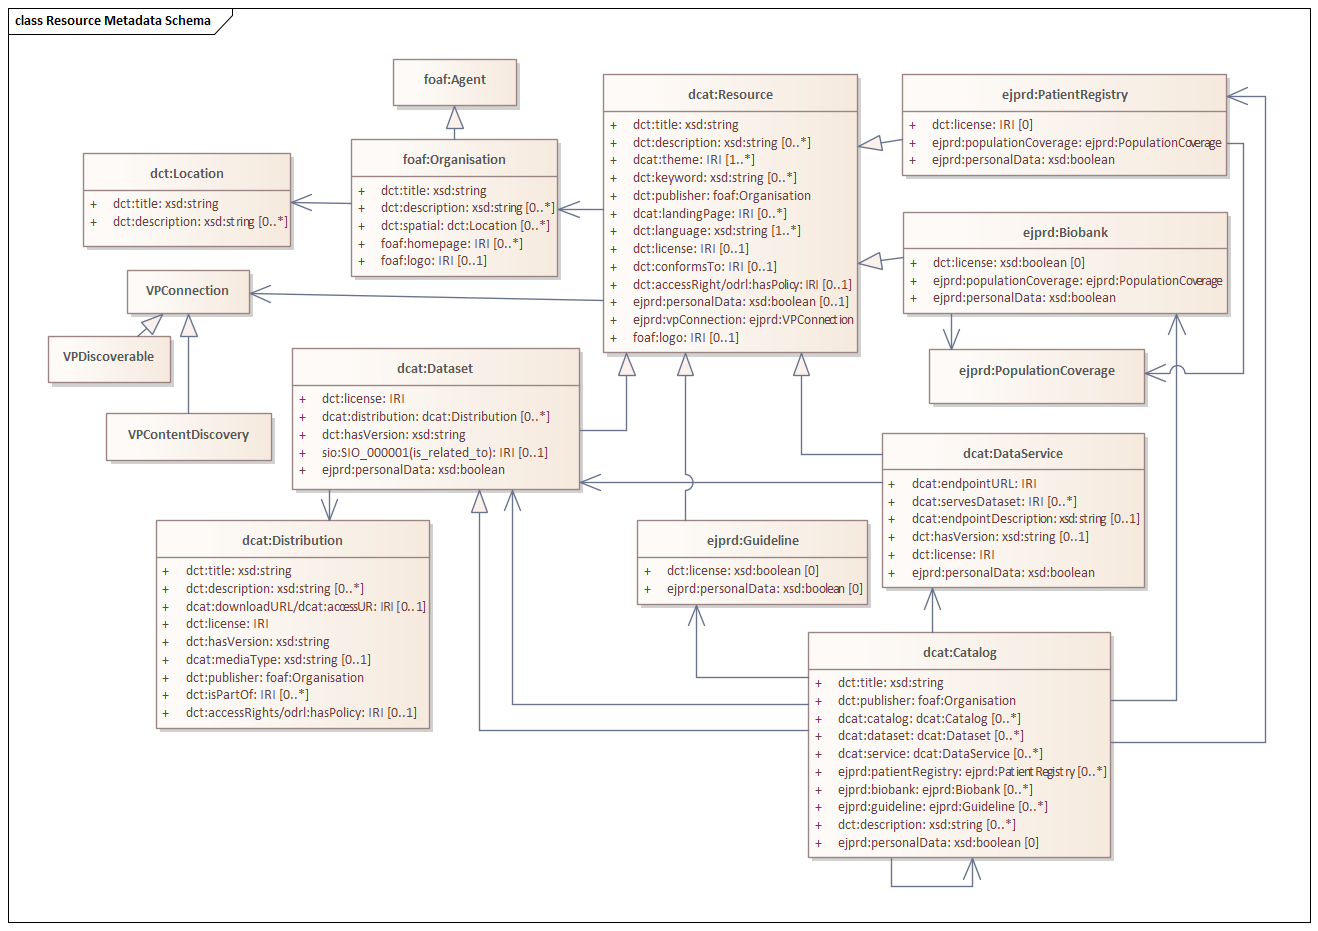 class Resource Metadata Schema
foaf:Agent
foaf:Organisation
+ dct:title: xsd:string
+ dct:description: xsd:string [0..*]
+ dct:spatial: dct:Location [0..*]
+ foaf:homepage: IRI [0..*]
+ foaf:logo: IRI [0..1]
dct:Location
+ dct:title: xsd:string
+ dct:description: xsd:string [0..*]
VPConnection
VPDiscoverable
VPContentDiscovery
dcat:Resource
+ dct:title: xsd:string
+ dct:description: xsd:string [0..*]
+ dcat:theme: IRI [1..*]
+ dct:keyword: xsd:string [0..*]
+ dct:publisher: foaf:Organisation
+ dcat:landingPage: IRI [0..*]
+ dct:language: xsd:string [1..*]
+ dct:license: IRI [0..1]
+ dct:conformsTo: IRI [0..1]
+ dct:accessRight/odrl:hasPolicy: IRI [0..1]
+ ejprd:personalData: xsd:boolean [0..1]
+ ejprd:vpConnection: ejprd:VPConnection
+ foaf:logo: IRI [0..1]
ejprd:PatientRegistry
+ dct:license: IRI [0]
+ ejprd:populationCoverage: ejprd:PopulationCoverage
+ ejprd:personalData: xsd:boolean
ejprd:Biobank
+ dct:license: xsd:boolean [0]
+ ejprd:populationCoverage: ejprd:PopulationCoverage
+ ejprd:personalData: xsd:boolean
ejprd:PopulationCoverage
dcat:Dataset
+ dct:license: IRI
+ dcat:distribution: dcat:Distribution [0..*]
+ dct:hasVersion: xsd:string
+ sio:SIO_000001(is_related_to): IRI [0..1]
+ ejprd:personalData: xsd:boolean
dcat:DataService
+ dcat:endpointURL: IRI
+ dcat:servesDataset: IRI [0..*]
+ dcat:endpointDescription: xsd:string [0..1]
+ dct:hasVersion: xsd:string [0..1]
+ dct:license: IRI
+ ejprd:personalData: xsd:boolean
dcat:Distribution
+ dct:title: xsd:string
+ dct:description: xsd:string [0..*]
+ dcat:downloadURL/dcat:accessUR: IRI [0..1]
+ dct:license: IRI
+ dct:hasVersion: xsd:string
+ dcat:mediaType: xsd:string [0..1]
+ dct:publisher: foaf:Organisation
+ dct:isPartOf: IRI [0..*]
+ dct:accessRights/odrl:hasPolicy: IRI [0..1]
ejprd:Guideline
+ dct:license: xsd:boolean [0]
+ ejprd:personalData: xsd:boolean [0]
dcat:Catalog
+ dct:title: xsd:string
+ dct:publisher: foaf:Organisation
+ dcat:catalog: dcat:Catalog [0..*]
+ dcat:dataset: dcat:Dataset [0..*]
+ dcat:service: dcat:DataService [0..*]
+ ejprd:patientRegistry: ejprd:PatientRegistry [0..*]
+ ejprd:biobank: ejprd:Biobank [0..*]
+ ejprd:guideline: ejprd:Guideline [0..*]
+ dct:description: xsd:string [0..*]
+ ejprd:personalData: xsd:boolean [0]